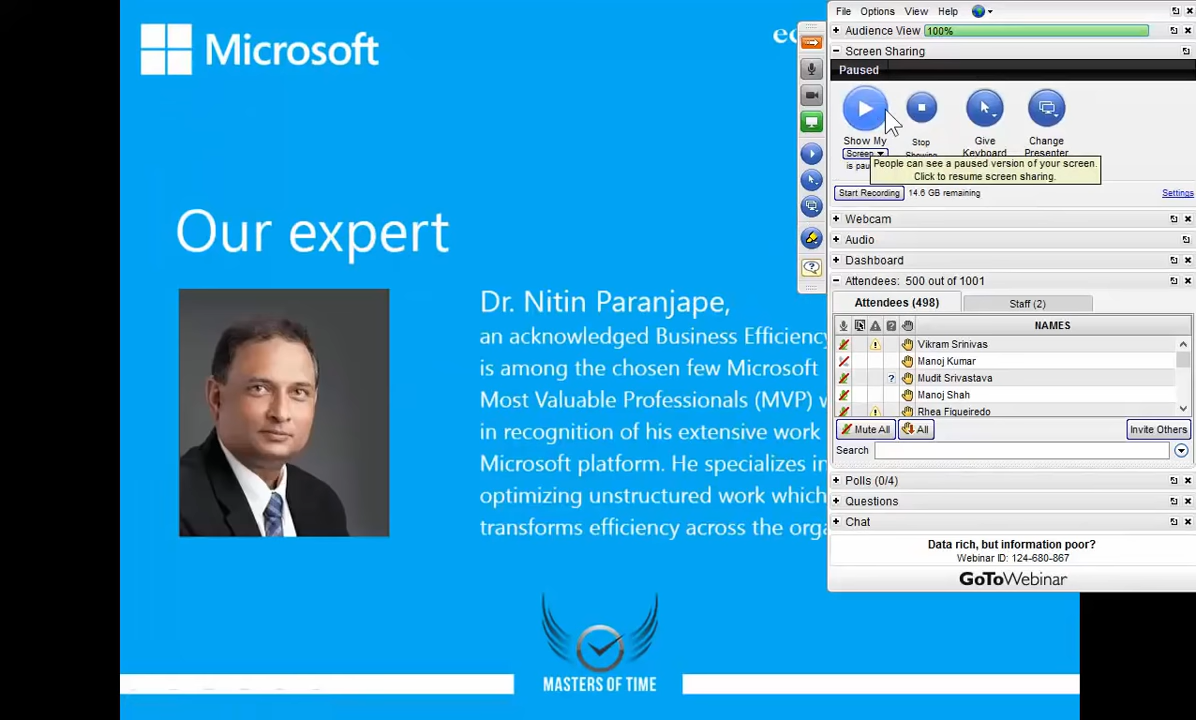 Microsoft
Our expert
Dr. Nitin Paranjape,
an acknowledged Business Efficiency
is among the chosen few Microsoft
Most Valuable Professionals (MVP)
in recognition of his extensive work
Microsoft platform. He specializes in
optimizing unstructured work which
transforms efficiency across the
MASTERS OF TIME
File Options View Help
Audience View 100%
Screen Sharing
Paused
Show My
Screen
is
Stop
Give
Keyboard
Change
Presenter
People can see a paused version of your screen.
Click to resume screen sharing.
Start Recording 14.6 GB remaining Settings
Webcam
Audio
Dashboard
Attendees: 500 out of 1001
Attendees (498) Staff (2)
NAMES
Vikram Srinivas
Manoj Kumar
? Mudit Srivastava
Manoj Shah
Rhea Figueiredo
Mute All All Invite Others
Search
Polls (0/4)
Questions
Chat
Data rich, but information poor?
Webinar ID: 124-680-867
GoToWebinar